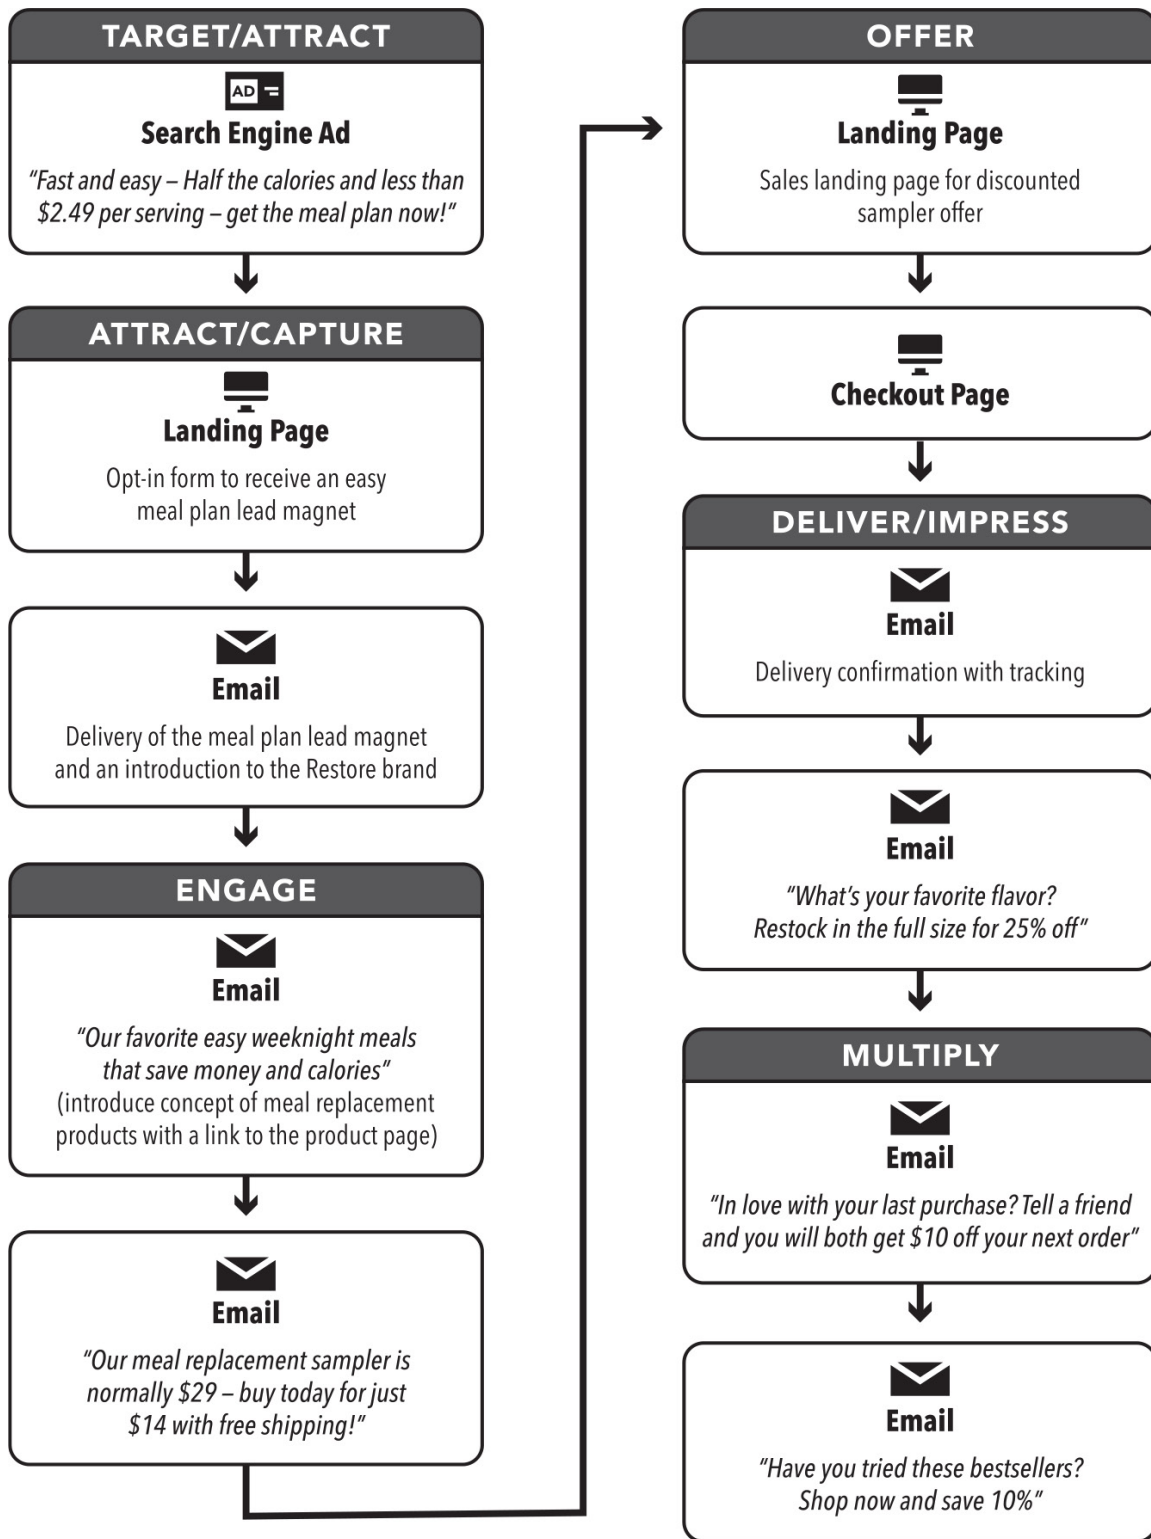 TARGET/ATTRACT
AD
Search Engine Ad
“Fast and easy – Half the calories and less than
$2.49 per serving – get the meal plan now!”
ATTRACT/CAPTURE
Landing Page
Opt-in form to receive an easy
meal plan lead magnet
Email
Delivery of the meal plan lead magnet
and an introduction to the Restore brand
ENGAGE
Email
“Our favorite easy weeknight meals
that save money and calories”
(introduce concept of meal replacement
products with a link to the product page)
Email
“Our meal replacement sampler is
normally $29 – buy today for just
$14 with free shipping!”
OFFER
Landing Page
Sales landing page for discounted
sampler offer
Checkout Page
DELIVER/IMPRESS
Email
Delivery confirmation with tracking
Email
“What’s your favorite flavor?
Restock in the full size for 25% off”
MULTIPLY
Email
“In love with your last purchase? Tell a friend
and you will both get $10 off your next order”
Email
“Have you tried these bestsellers?
Shop now and save 10%”